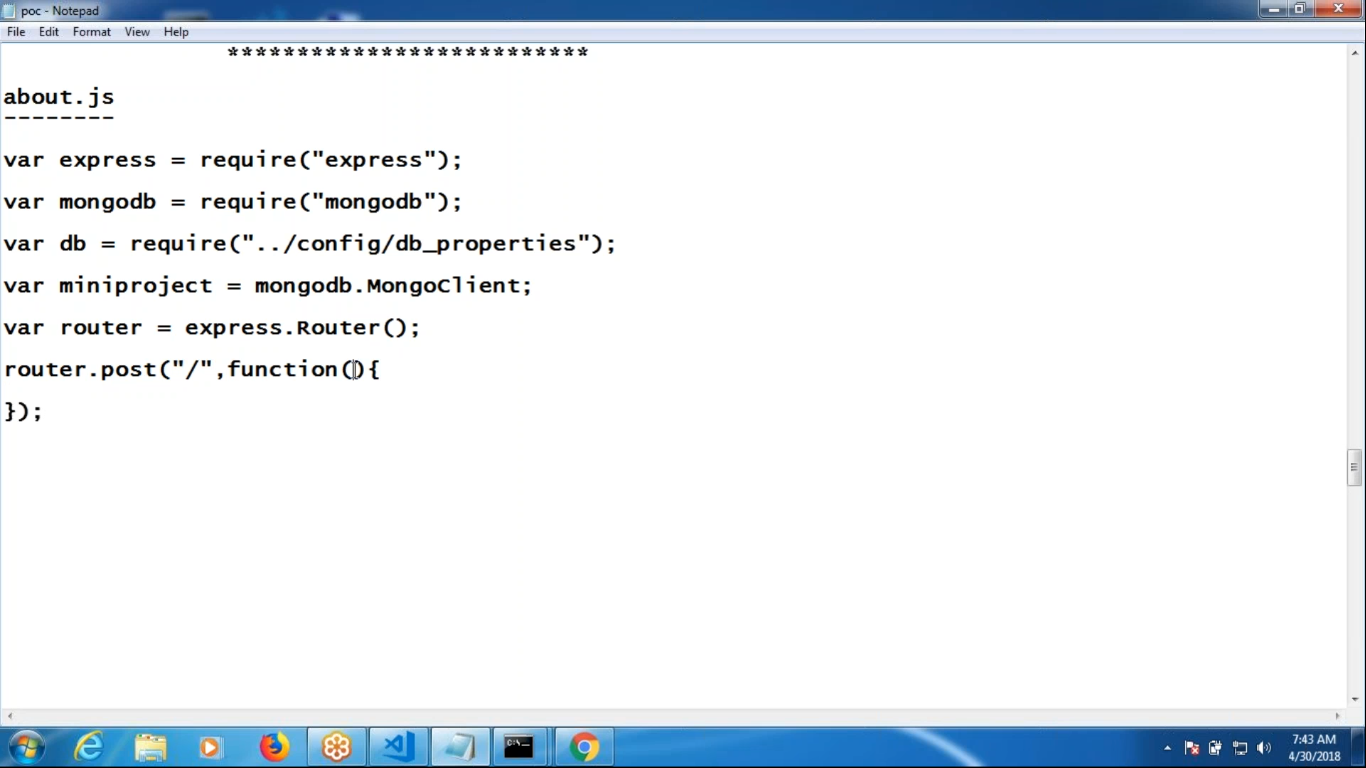 poc - Notepad
File Edit Format View Help
**************************
about.js
--------
var express = require("express");
var mongodb = require("mongodb");
var db = require("../config/db_properties");
var miniproject = mongodb.MongoClient;
var router = express.Router();
router.post("/",function(){
});
7:43 AM
4/30/2018